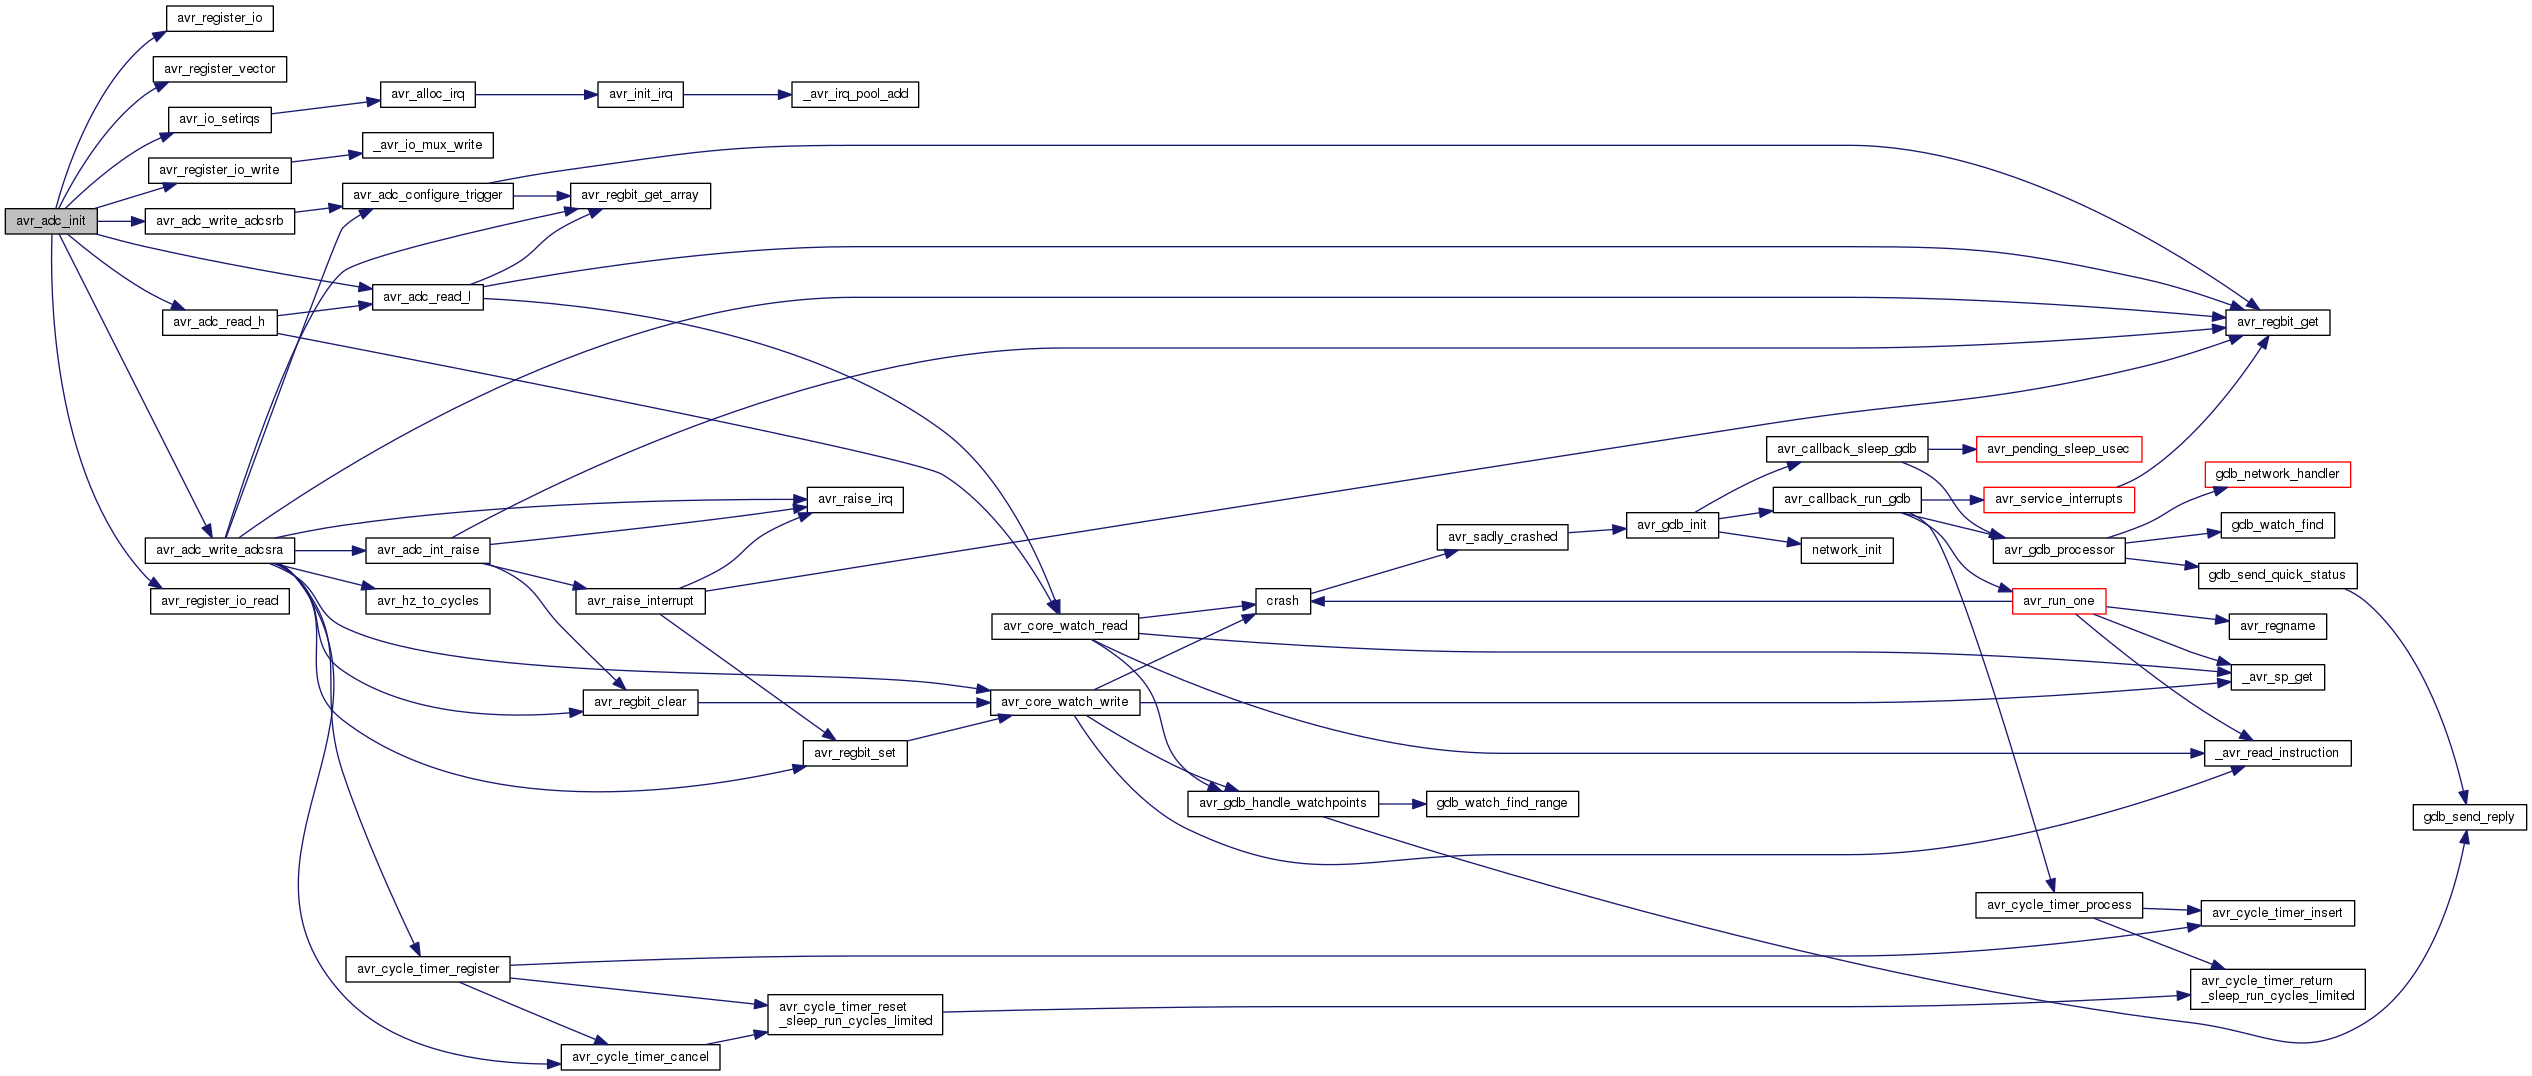 avr_register_io
avr_register_vector
avr_alloc_irq
avr_init_irq
_avr_irq_pool_add
avr_io_setirqs
_avr_io_mux_write
avr_register_io_write
avr_adc_configure_trigger
avr_regbit_get_array
avr_adc_init
avr_adc_write_adcsrb
avr_adc_read_l
avr_adc_read_h
avr_regbit_get
avr_callback_sleep_gdb
avr_pending_sleep_usec
gdb_network_handler
avr_raise_irq
avr_callback_run_gdb
avr_service_interrupts
avr_gdb_init
gdb_watch_find
avr_sadly_crashed
avr_adc_write_adcsra
avr_adc_int_raise
network_init
avr_gdb_processor
gdb_send_quick_status
avr_register_io_read
avr_hz_to_cycles
avr_raise_interrupt
crash
avr_run_one
avr_core_watch_read
avr_regname
_avr_sp_get
avr_regbit_clear
avr_core_watch_write
avr_regbit_set
_avr_read_instruction
avr_gdb_handle_watchpoints
gdb_watch_find_range
gdb_send_reply
avr_cycle_timer_process
avr_cycle_timer_insert
avr_cycle_timer_register
avr_cycle_timer_return
_sleep_run_cycles_limited
avr_cycle_timer_reset
_sleep_run_cycles_limited
avr_cycle_timer_cancel